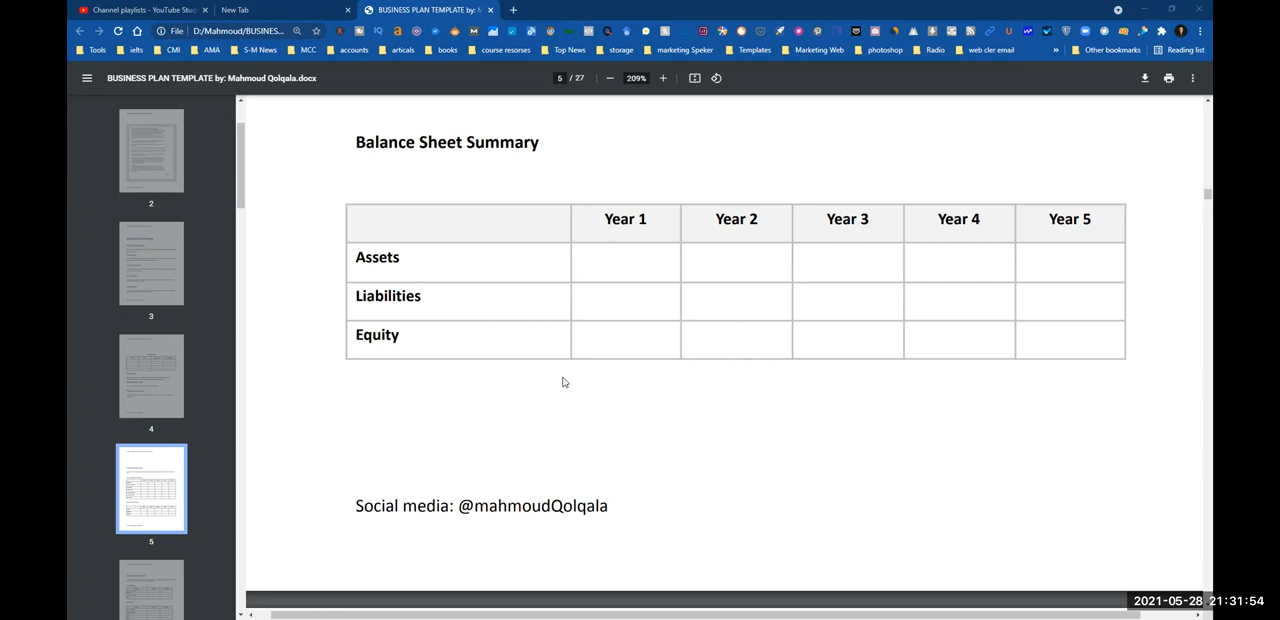 Channel playlists - YouTube Stud
New Tab
BUSINESS PLAN TEMPLATE by: M
File
D:/Mahmoud/BUSINES...
Tools
ielts
CMI
AMA
S-M News
MCC
accounts
articals
books
course resorses
Top News
storage
marketing Speker
Templates
Marketing Web
photoshop
Radio
web cler email
»
Other bookmarks
Reading list
BUSINESS PLAN TEMPLATE by: Mahmoud Qolqala.docx
5 / 27
209%
2
3
4
5
Balance Sheet Summary
Year 1 Year 2 Year 3 Year 4 Year 5
Assets
Liabilities
Equity
Social media: @mahmoudQolqala
2021-05-28 21:31:54